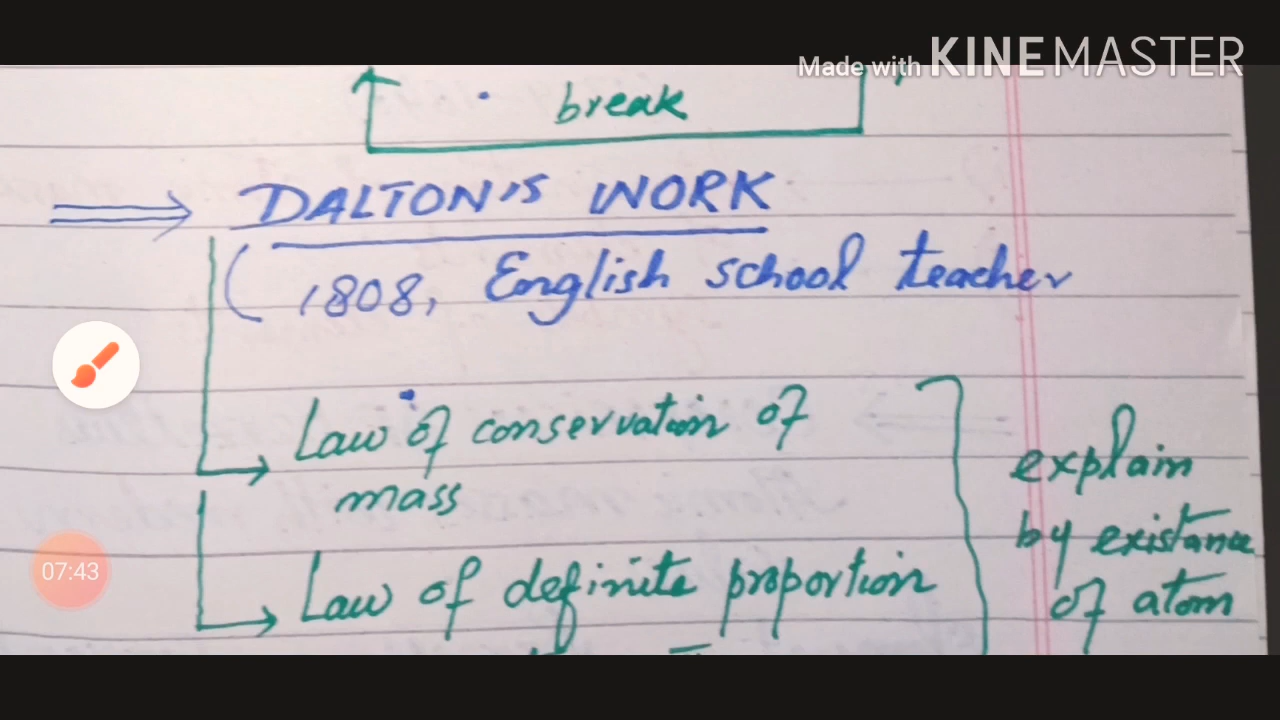 Made with KINEMASTER
break
⇒ DALTON'S WORK
( 1808, English school teacher
Law of conservation of
mass
explain
by existance
of atom
Law of definite proportion
07:43